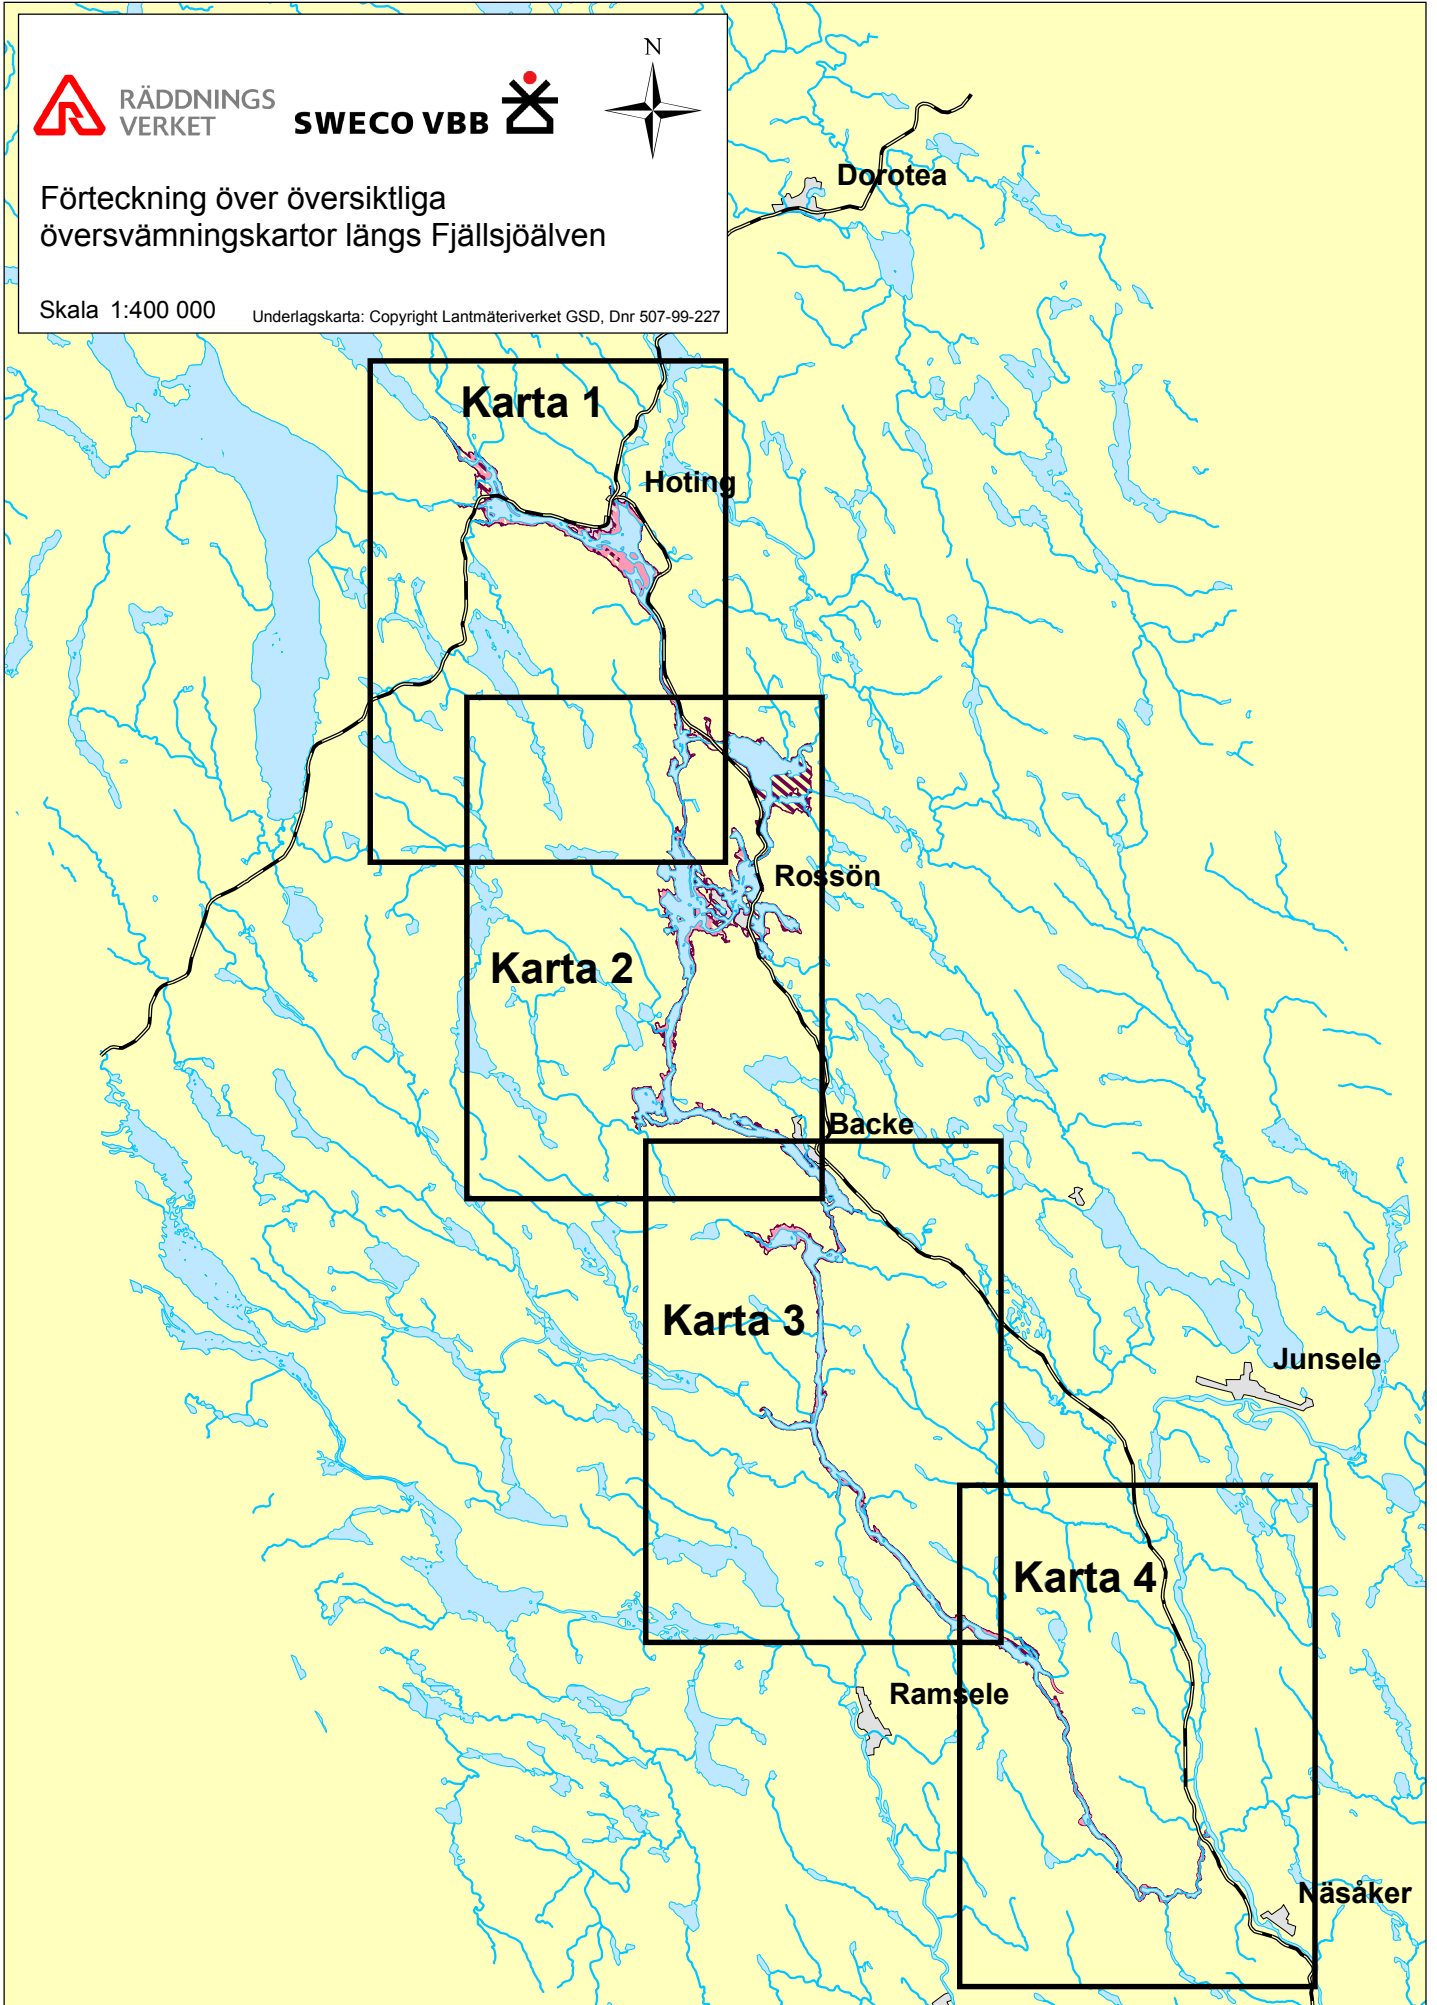 N
RÄDDNINGS
VERKET
SWECO VBB
Förteckning över översiktliga
översvämningskartor längs Fjällsjöälven
Skala 1:400 000
Underlagskarta: Copyright Lantmäteriverket GSD, Dnr 507-99-227
Dorotea
Karta 1
Hoting
Rossön
Karta 2
Backe
Karta 3
Junsele
Karta 4
Ramsele
Näsåker